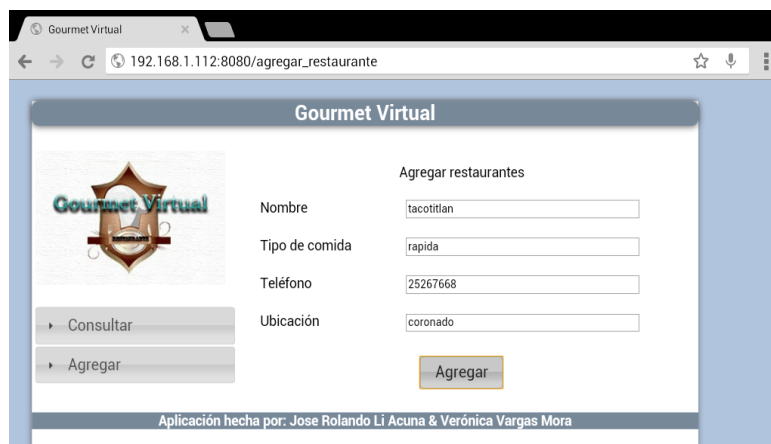 Gourmet Virtual
192.168.1.112:8080/agregar_restaurante
Gourmet Virtual
Gourmet Virtual
RESTAURANTE
Agregar restaurantes
Nombre tacotitlan
Tipo de comida rapida
Teléfono 25267668
Ubicación coronado
Consultar
Agregar
Agregar
Aplicación hecha por: Jose Rolando Li Acuna & Verónica Vargas Mora